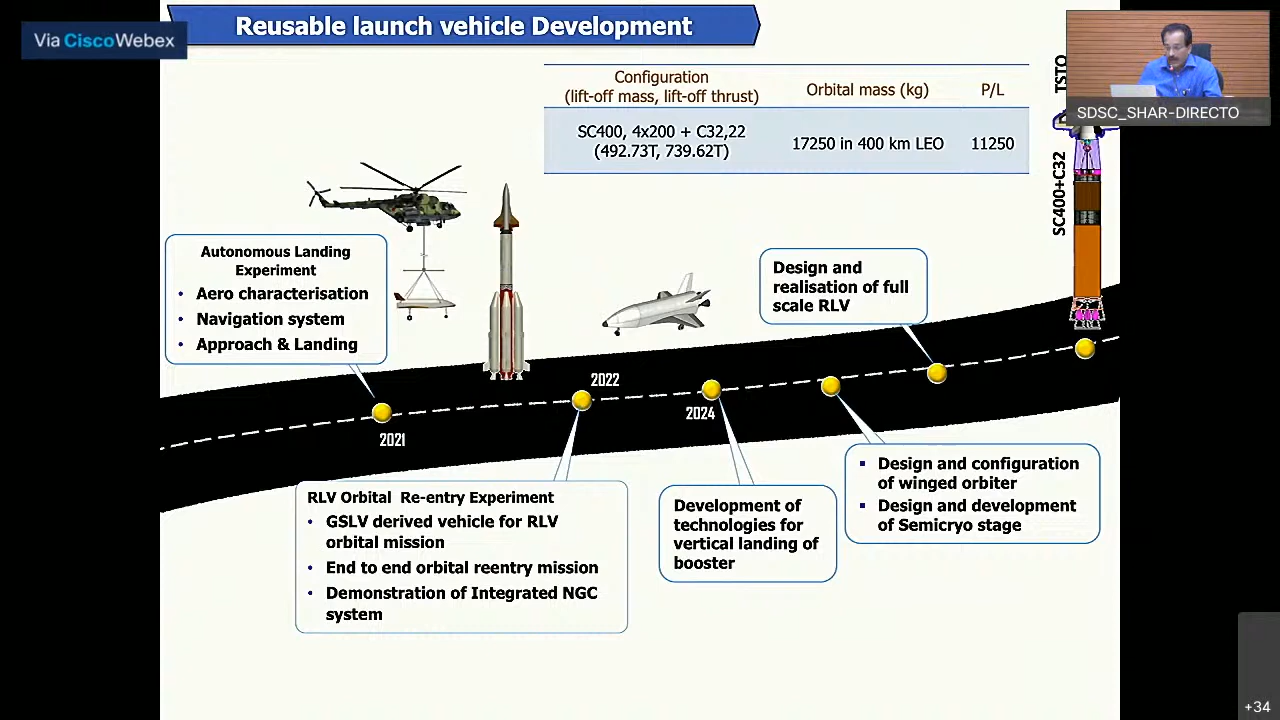 Reusable launch vehicle Development
Via CiscoWebex
Configuration
(lift-off mass, lift-off thrust)
Orbital mass (kg)
P/L
SC400, 4x200 + C32,22
(492.73T, 739.62T)
17250 in 400 km LEO
11250
TSTO
SDSC_SHAR-DIRECTO
SC400+C32
Autonomous Landing
Experiment
• Aero characterisation
• Navigation system
• Approach & Landing
Design and
realisation of full
scale RLV
2021
2022
2024
RLV Orbital Re-entry Experiment
• GSLV derived vehicle for RLV
orbital mission
• End to end orbital reentry mission
• Demonstration of Integrated NGC
system
Development of
technologies for
vertical landing of
booster
▪ Design and configuration
of winged orbiter
▪ Design and development
of Semicryo stage
+34